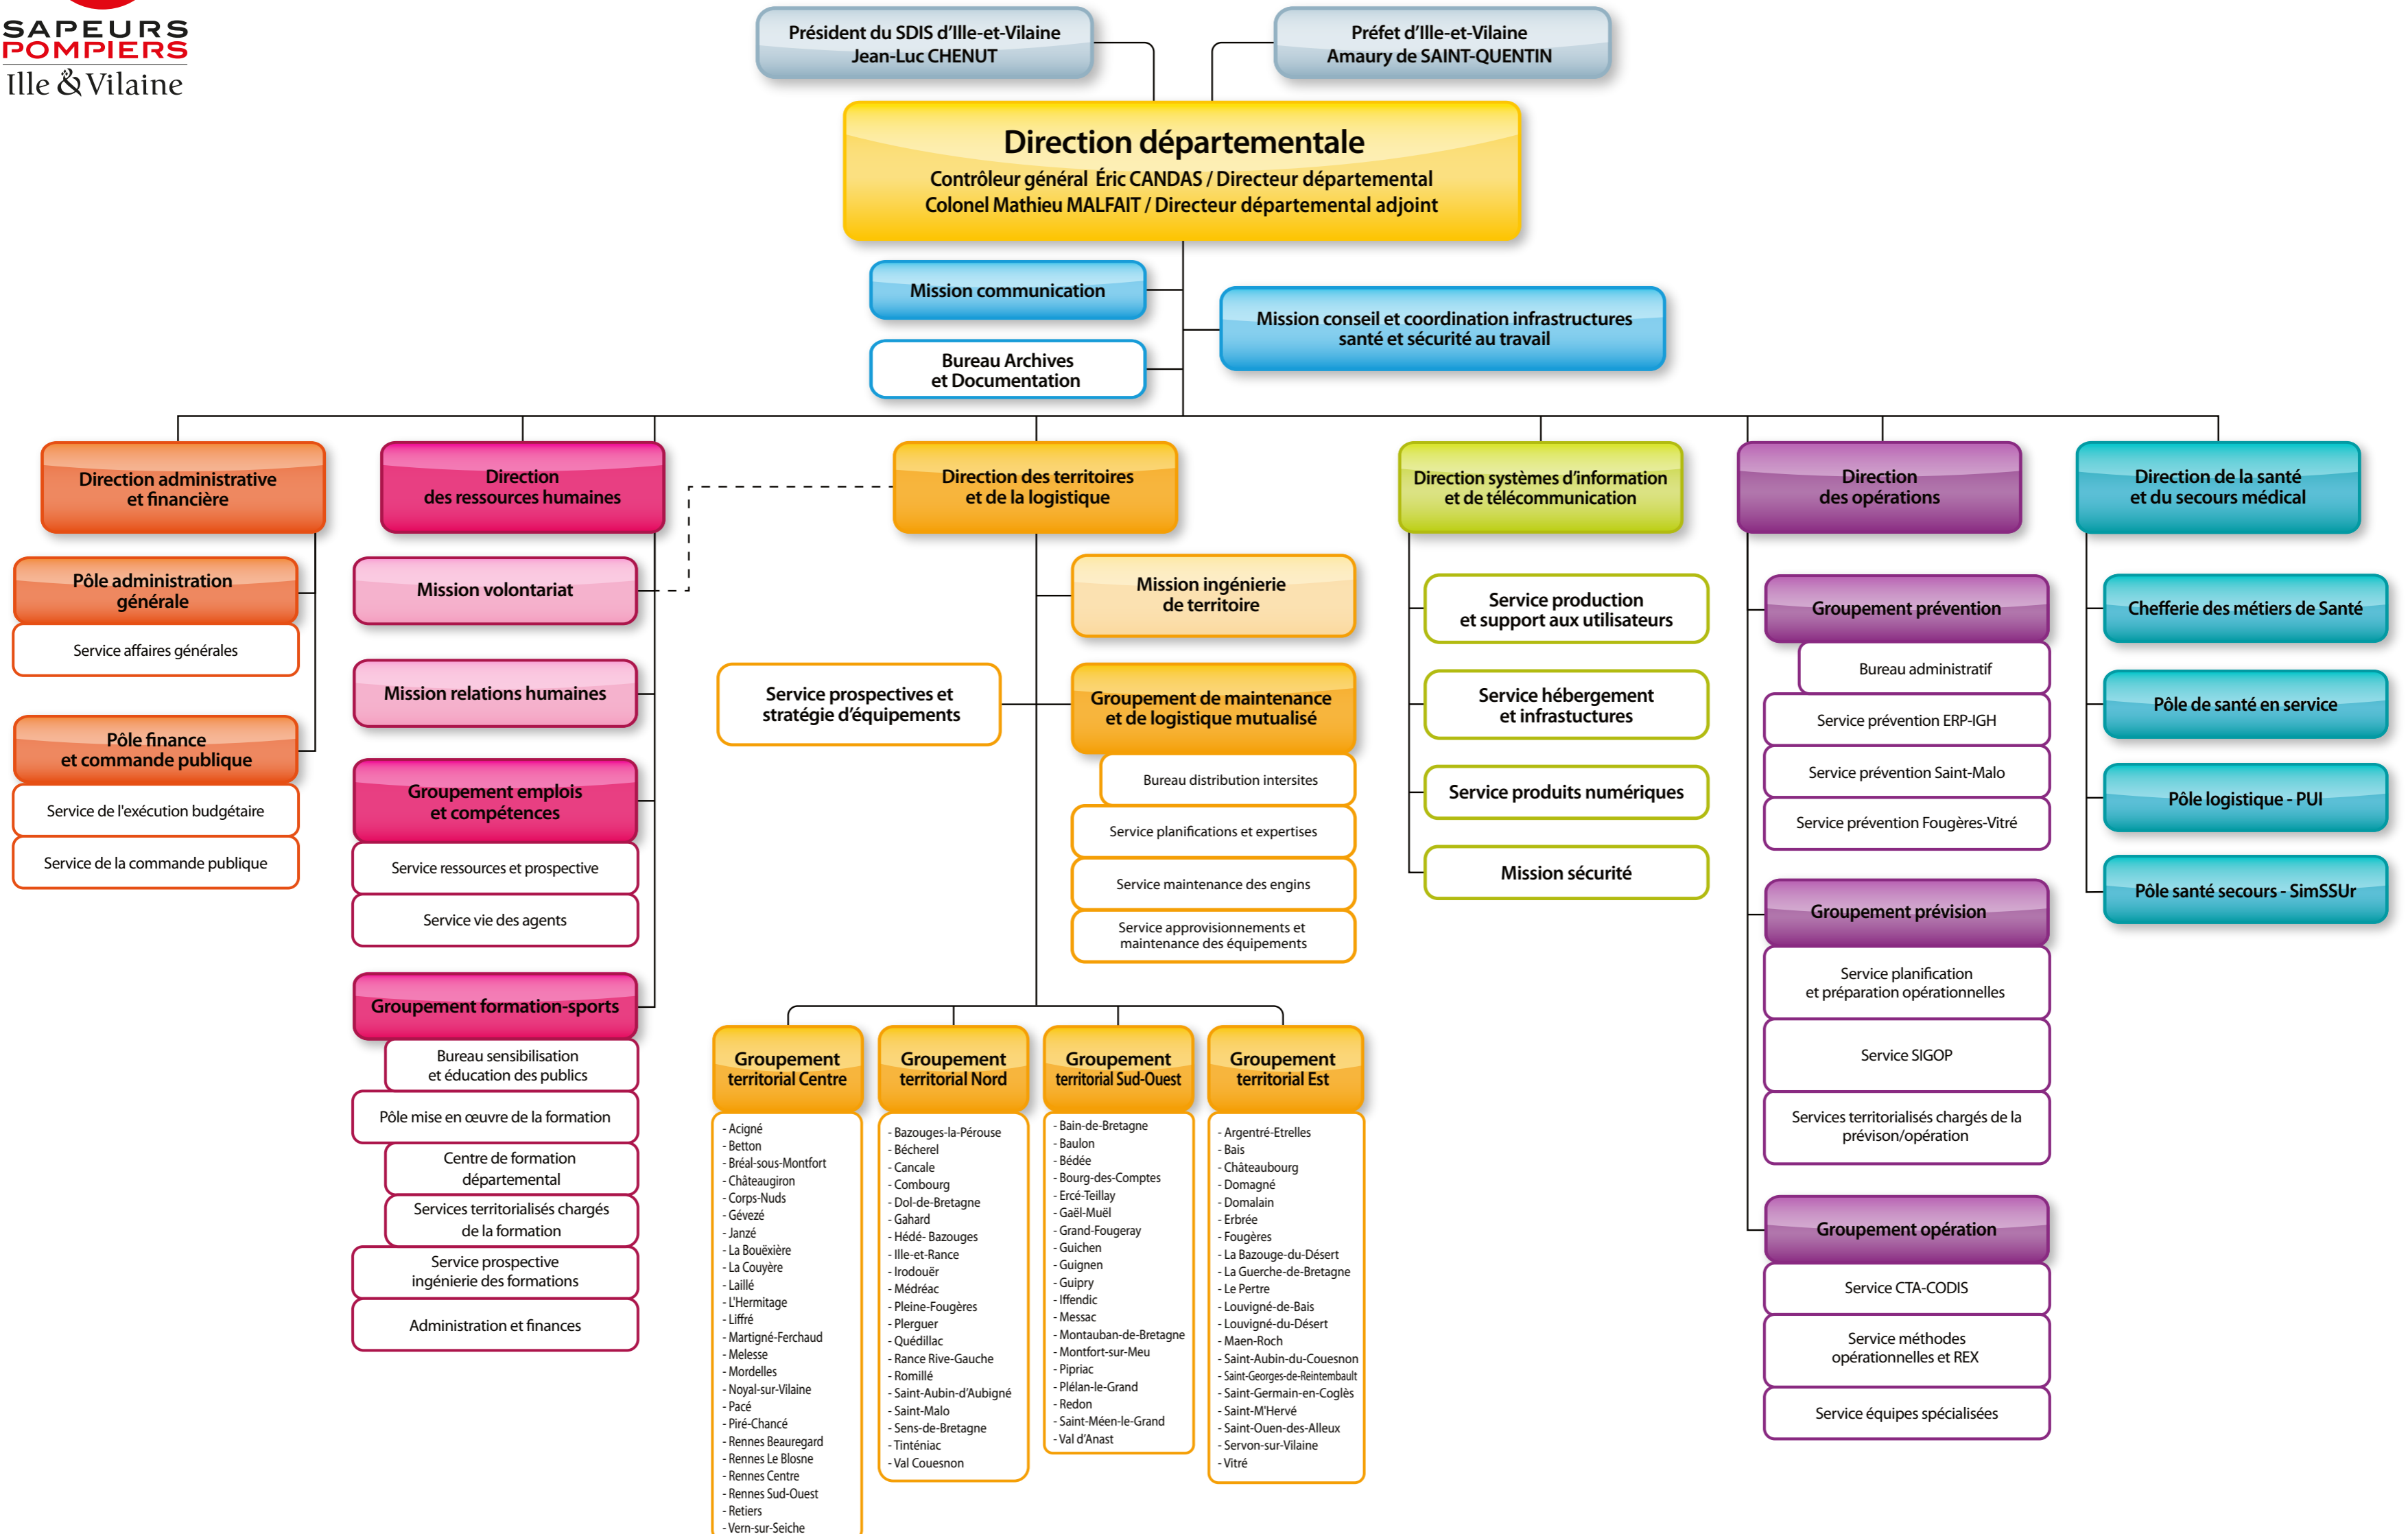 SAPEURS
POMPIERS
Ille & Vilaine
Président du SDIS d'Ille-et-Vilaine
Jean-Luc CHENUT
Préfet d'Ille-et-Vilaine
Amaury de SAINT-QUENTIN
Direction départementale
Contrôleur général Éric CANDAS / Directeur départemental
Colonel Mathieu MALFAIT / Directeur départemental adjoint
Mission communication
Mission conseil et coordination infrastructures
santé et sécurité au travail
Bureau Archives
et Documentation
Direction administrative
et financière
Pôle administration
générale
Service affaires générales
Pôle finance
et commande publique
Service de l'exécution budgétaire
Service de la commande publique
Direction
des ressources humaines
Mission volontariat
Mission relations humaines
Groupement emplois
et compétences
Service ressources et prospective
Service vie des agents
Groupement formation-sports
Bureau sensibilisation
et éducation des publics
Pôle mise en œuvre de la formation
Centre de formation
départemental
Services territorialisés chargés
de la formation
Service prospective
ingénierie des formations
Administration et finances
Direction des territoires
et de la logistique
Mission ingénierie
de territoire
Service prospectives et
stratégie d'équipements
Groupement de maintenance
et de logistique mutualisé
Bureau distribution intersites
Service planifications et expertises
Service maintenance des engins
Service approvisionnements et
maintenance des équipements
Groupement
territorial Centre
- Acigné
- Betton
- Bréal-sous-Montfort
- Châteaugiron
- Corps-Nuds
- Gévezé
- Janzé
- La Bouëxière
- La Couyère
- Laillé
- L'Hermitage
- Liffré
- Martigné-Ferchaud
- Melesse
- Mordelles
- Noyal-sur-Vilaine
- Pacé
- Piré-Chancé
- Rennes Beauregard
- Rennes Le Blosne
- Rennes Centre
- Rennes Sud-Ouest
- Retiers
- Vern-sur-Seiche
Groupement
territorial Nord
- Bazouges-la-Pérouse
- Bécherel
- Cancale
- Combourg
- Dol-de-Bretagne
- Gahard
- Hédé- Bazouges
- Ille-et-Rance
- Irodouër
- Médréac
- Pleine-Fougères
- Plerguer
- Quédillac
- Rance Rive-Gauche
- Romillé
- Saint-Aubin-d'Aubigné
- Saint-Malo
- Sens-de-Bretagne
- Tinténiac
- Val Couesnon
Groupement
territorial Sud-Ouest
- Bain-de-Bretagne
- Baulon
- Bédée
- Bourg-des-Comptes
- Ercé-Teillay
- Gaël-Muël
- Grand-Fougeray
- Guichen
- Guignen
- Guipry
- Iffendic
- Messac
- Montauban-de-Bretagne
- Montfort-sur-Meu
- Pipriac
- Plélan-le-Grand
- Redon
- Saint-Méen-le-Grand
- Val d'Anast
Groupement
territorial Est
- Argentré-Etrelles
- Bais
- Châteaubourg
- Domagné
- Domalain
- Erbrée
- Fougères
- La Bazouge-du-Désert
- La Guerche-de-Bretagne
- Le Pertre
- Louvigné-de-Bais
- Louvigné-du-Désert
- Maen-Roch
- Saint-Aubin-du-Couesnon
- Saint-Georges-de-Reintembault
- Saint-Germain-en-Coglès
- Saint-M'Hervé
- Saint-Ouen-des-Alleux
- Servon-sur-Vilaine
- Vitré
Direction systèmes d'information
et de télécommunication
Service production
et support aux utilisateurs
Service hébergement
et infrastuctures
Service produits numériques
Mission sécurité
Direction
des opérations
Groupement prévention
Bureau administratif
Service prévention ERP-IGH
Service prévention Saint-Malo
Service prévention Fougères-Vitré
Groupement prévision
Service planification
et préparation opérationnelles
Service SIGOP
Services territorialisés chargés de la
prévison/opération
Groupement opération
Service CTA-CODIS
Service méthodes
opérationnelles et REX
Service équipes spécialisées
Direction de la santé
et du secours médical
Chefferie des métiers de Santé
Pôle de santé en service
Pôle logistique - PUI
Pôle santé secours - SimSSUr